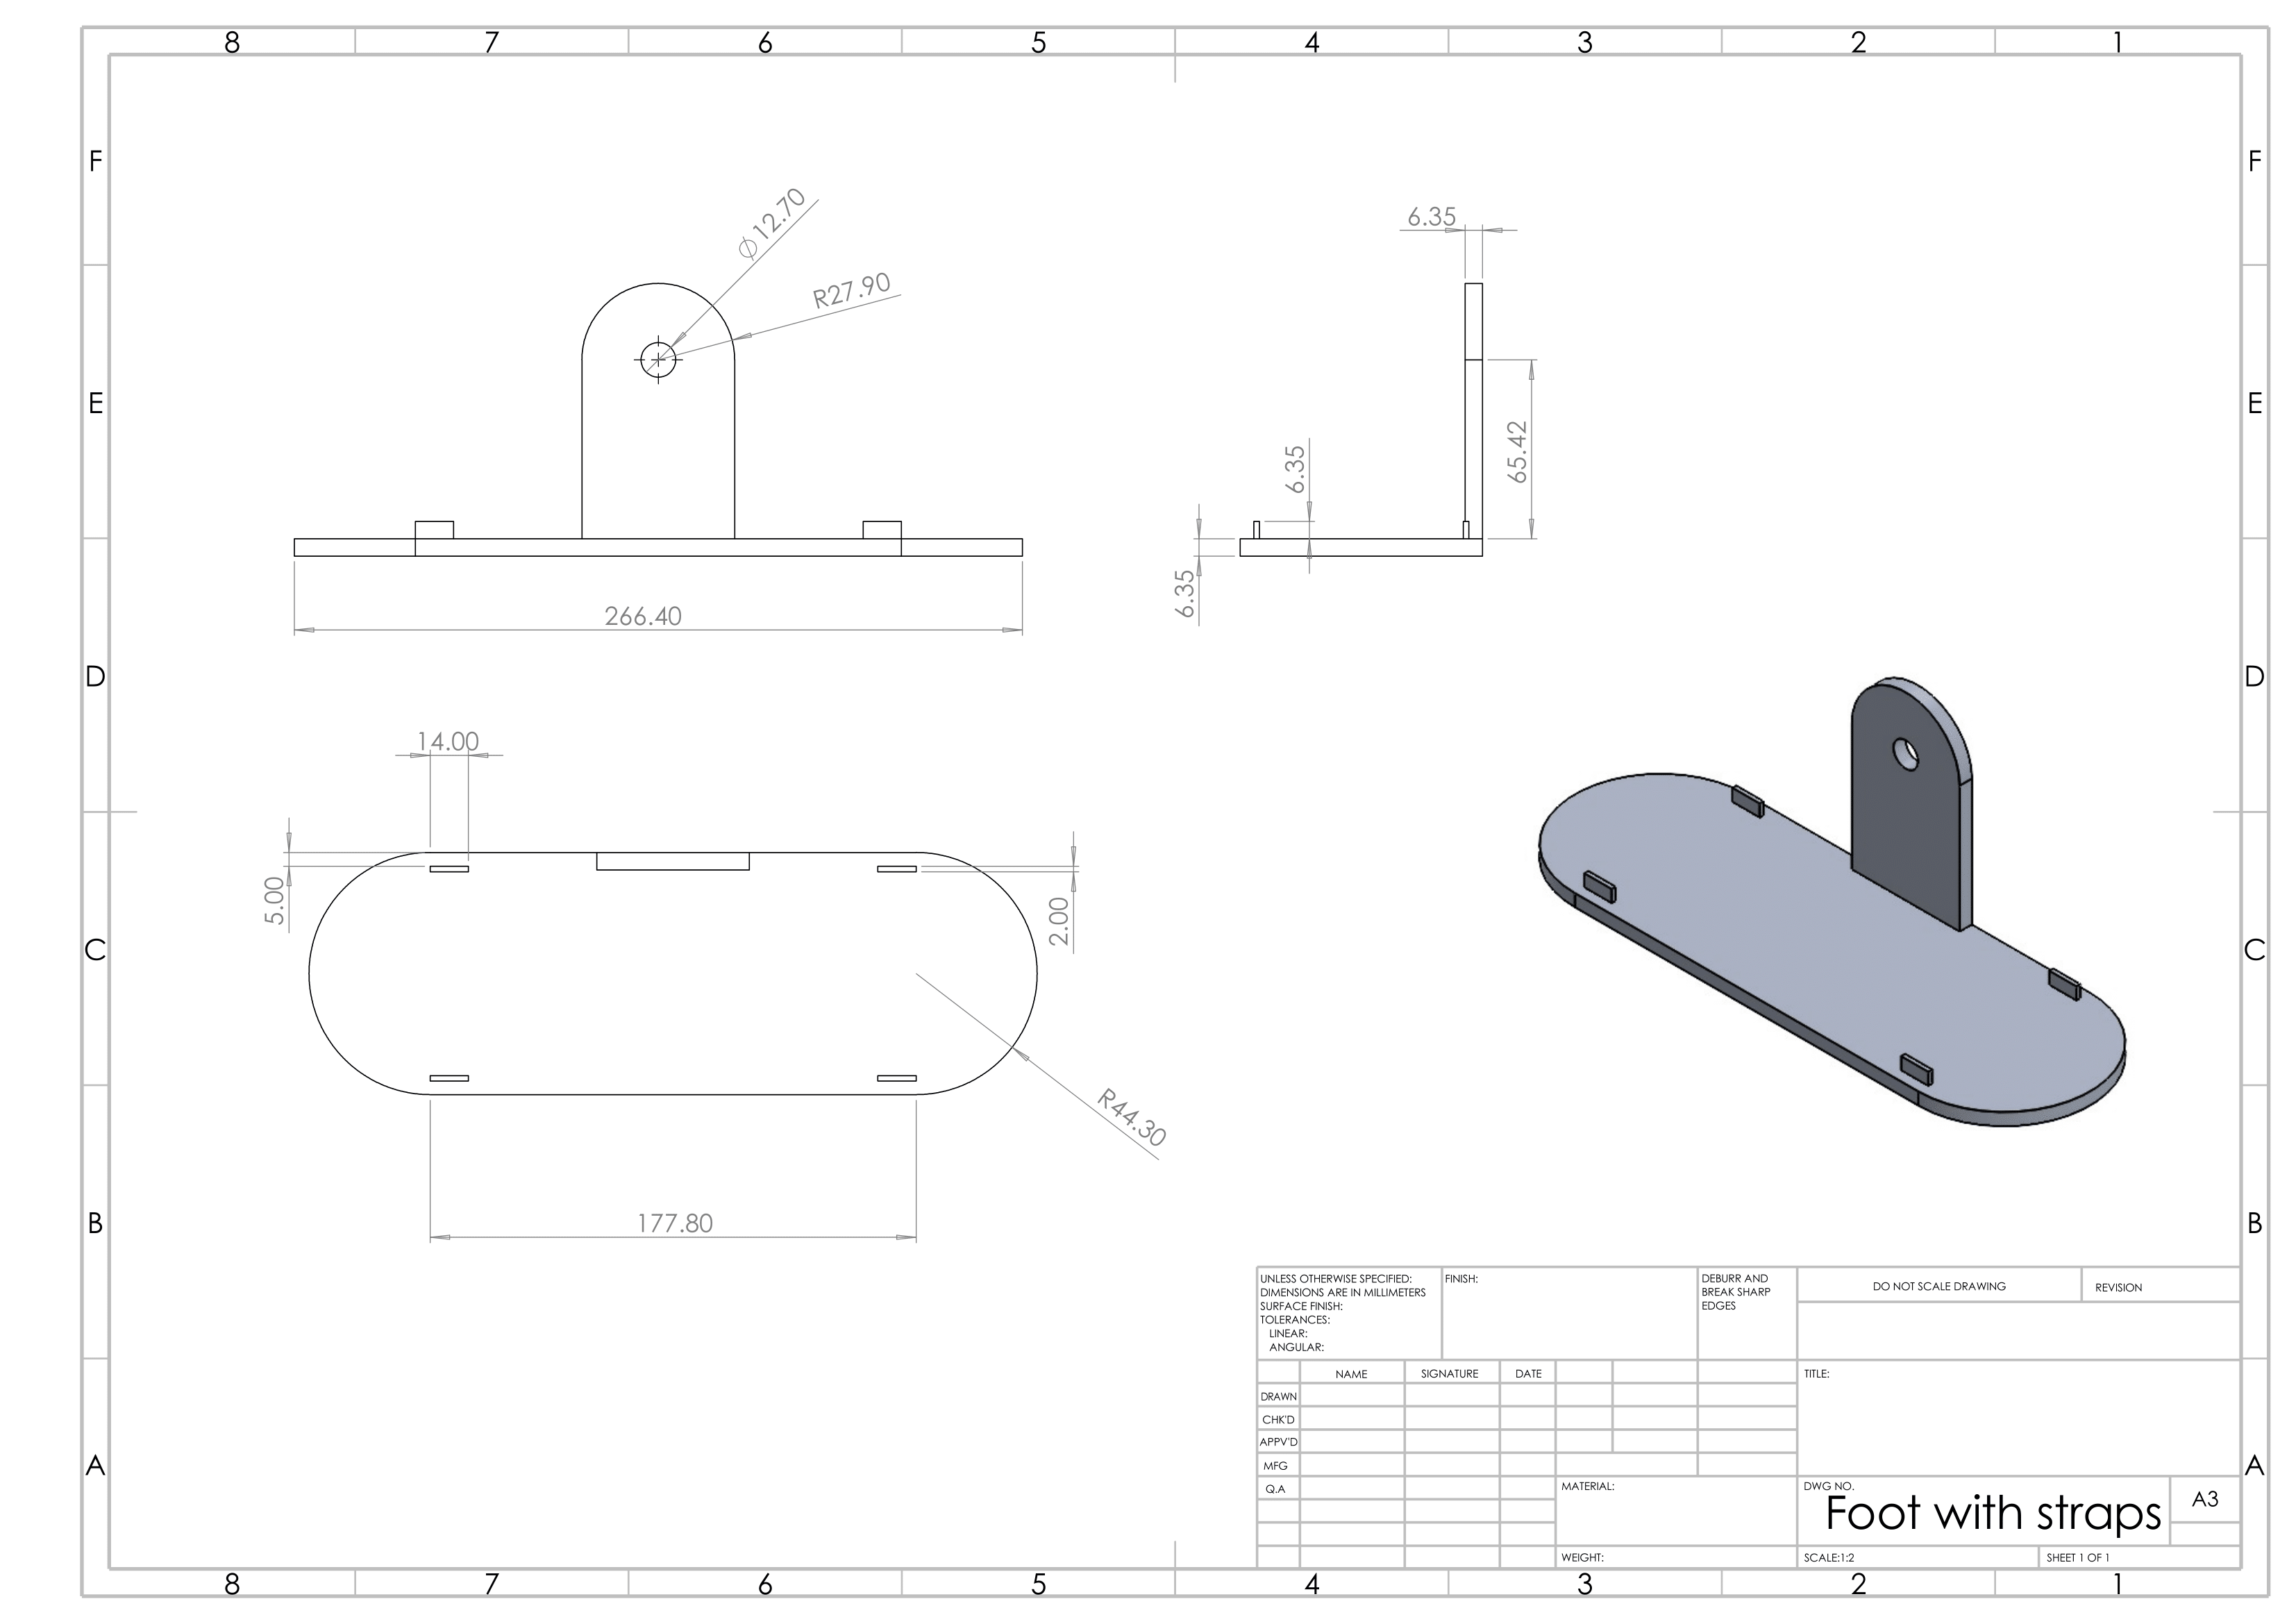 8 7 6 5 4 3 2 1
F F
E E
D D
C C
B B
A A
∅12.70
R27.90
266.40
6.35
65.42
6.35
6.35
14.00
5.00
2.00
R44.30
177.80
UNLESS OTHERWISE SPECIFIED:
DIMENSIONS ARE IN MILLIMETERS
SURFACE FINISH:
TOLERANCES:
LINEAR:
ANGULAR:
FINISH:
DEBURR AND
BREAK SHARP
EDGES
DO NOT SCALE DRAWING
REVISION
NAME SIGNATURE DATE
DRAWN
CHK'D
APPV'D
MFG
Q.A
TITLE:
MATERIAL:
DWG NO.
Foot with straps
A3
WEIGHT:
SCALE:1:2
SHEET 1 OF 1
8 7 6 5 4 3 2 1